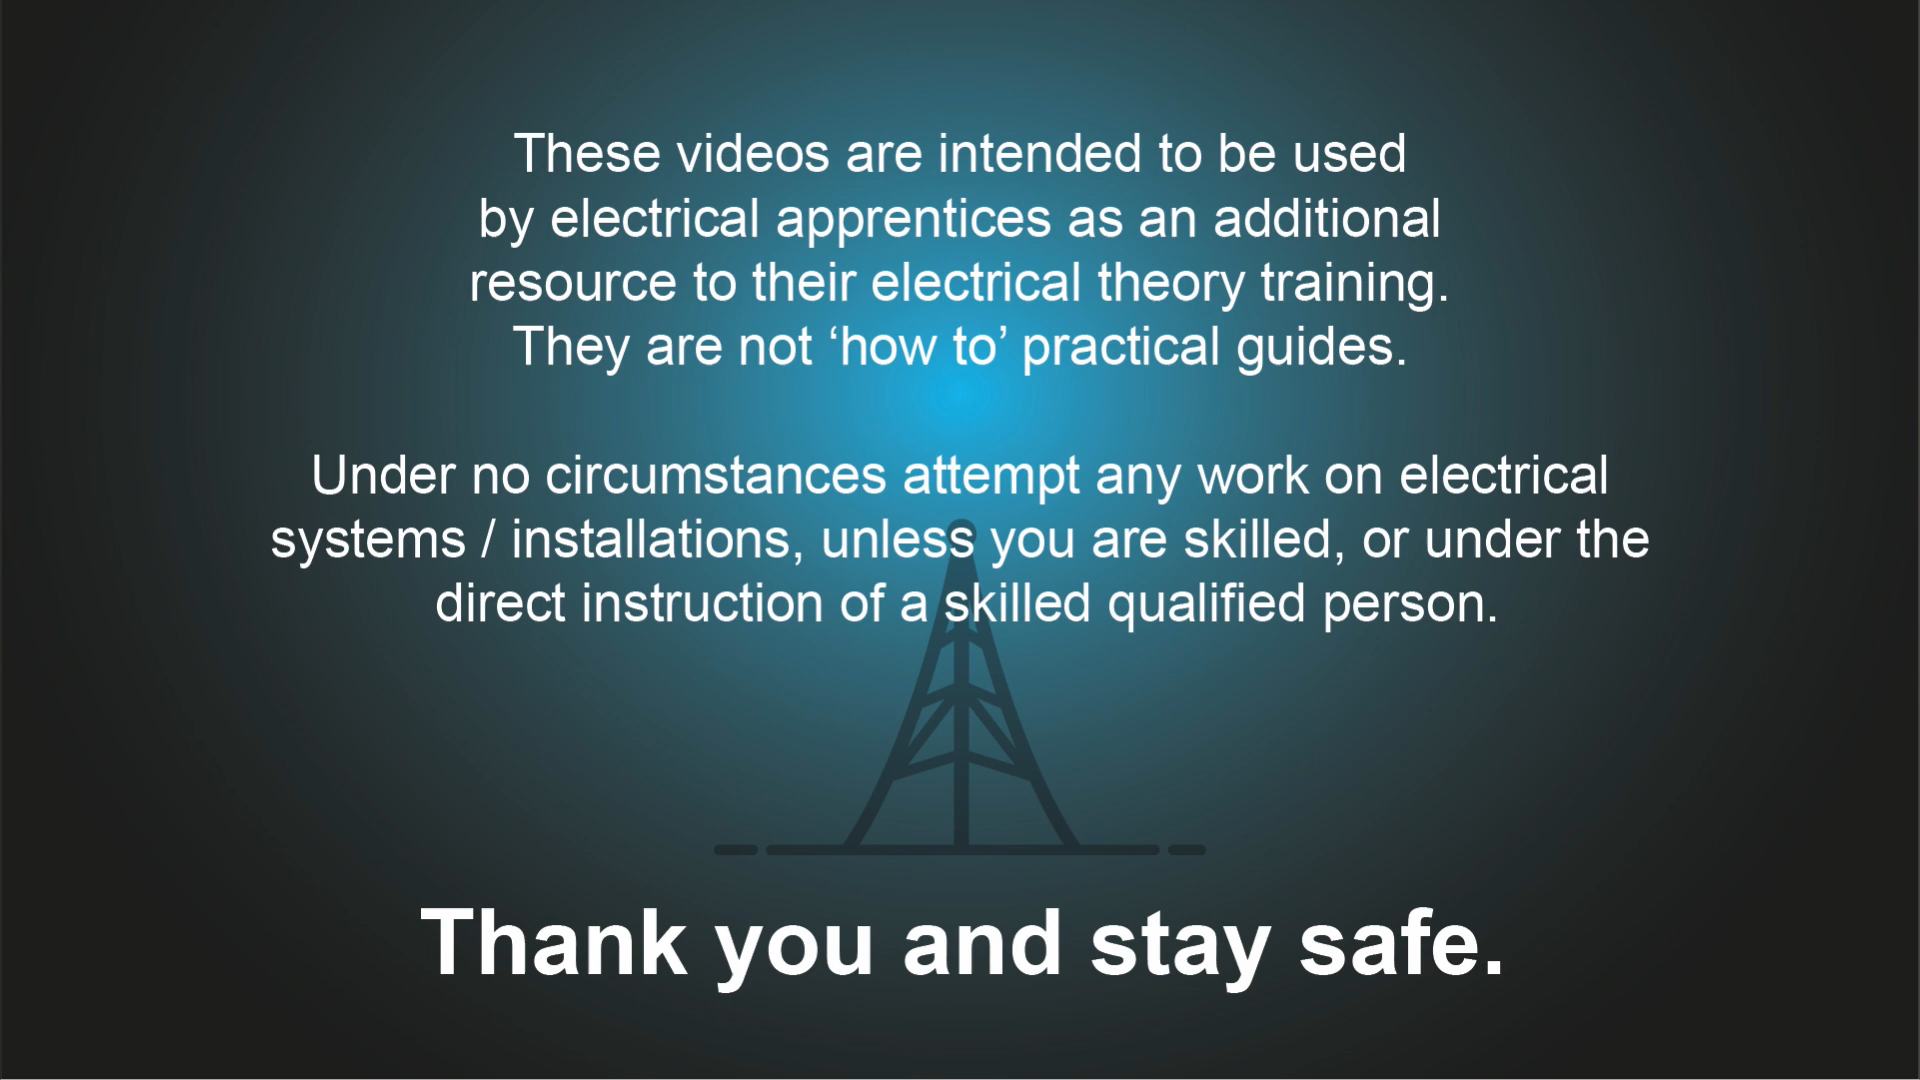 These videos are intended to be used
by electrical apprentices as an additional
resource to their electrical theory training.
They are not ‘how to’ practical guides.
Under no circumstances attempt any work on electrical
systems / installations, unless you are skilled, or under the
direct instruction of a skilled qualified person.
Thank you and stay safe.